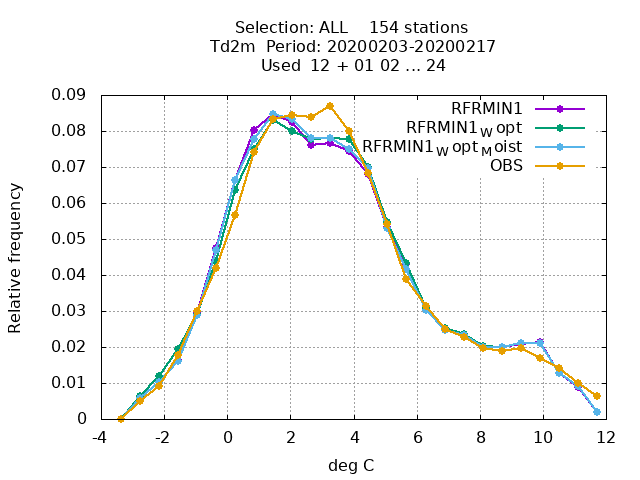 Selection: ALL    154 stations
Td2m  Period: 20200203-20200217
Used  12 + 01 02 ... 24
RFRMIN1
RFRMIN1_Wopt
RFRMIN1_Wopt_Moist
OBS
Relative frequency
0.09
0.08
0.07
0.06
0.05
0.04
0.03
0.02
0.01
0
-4 -2 0 2 4 6 8 10 12
deg C